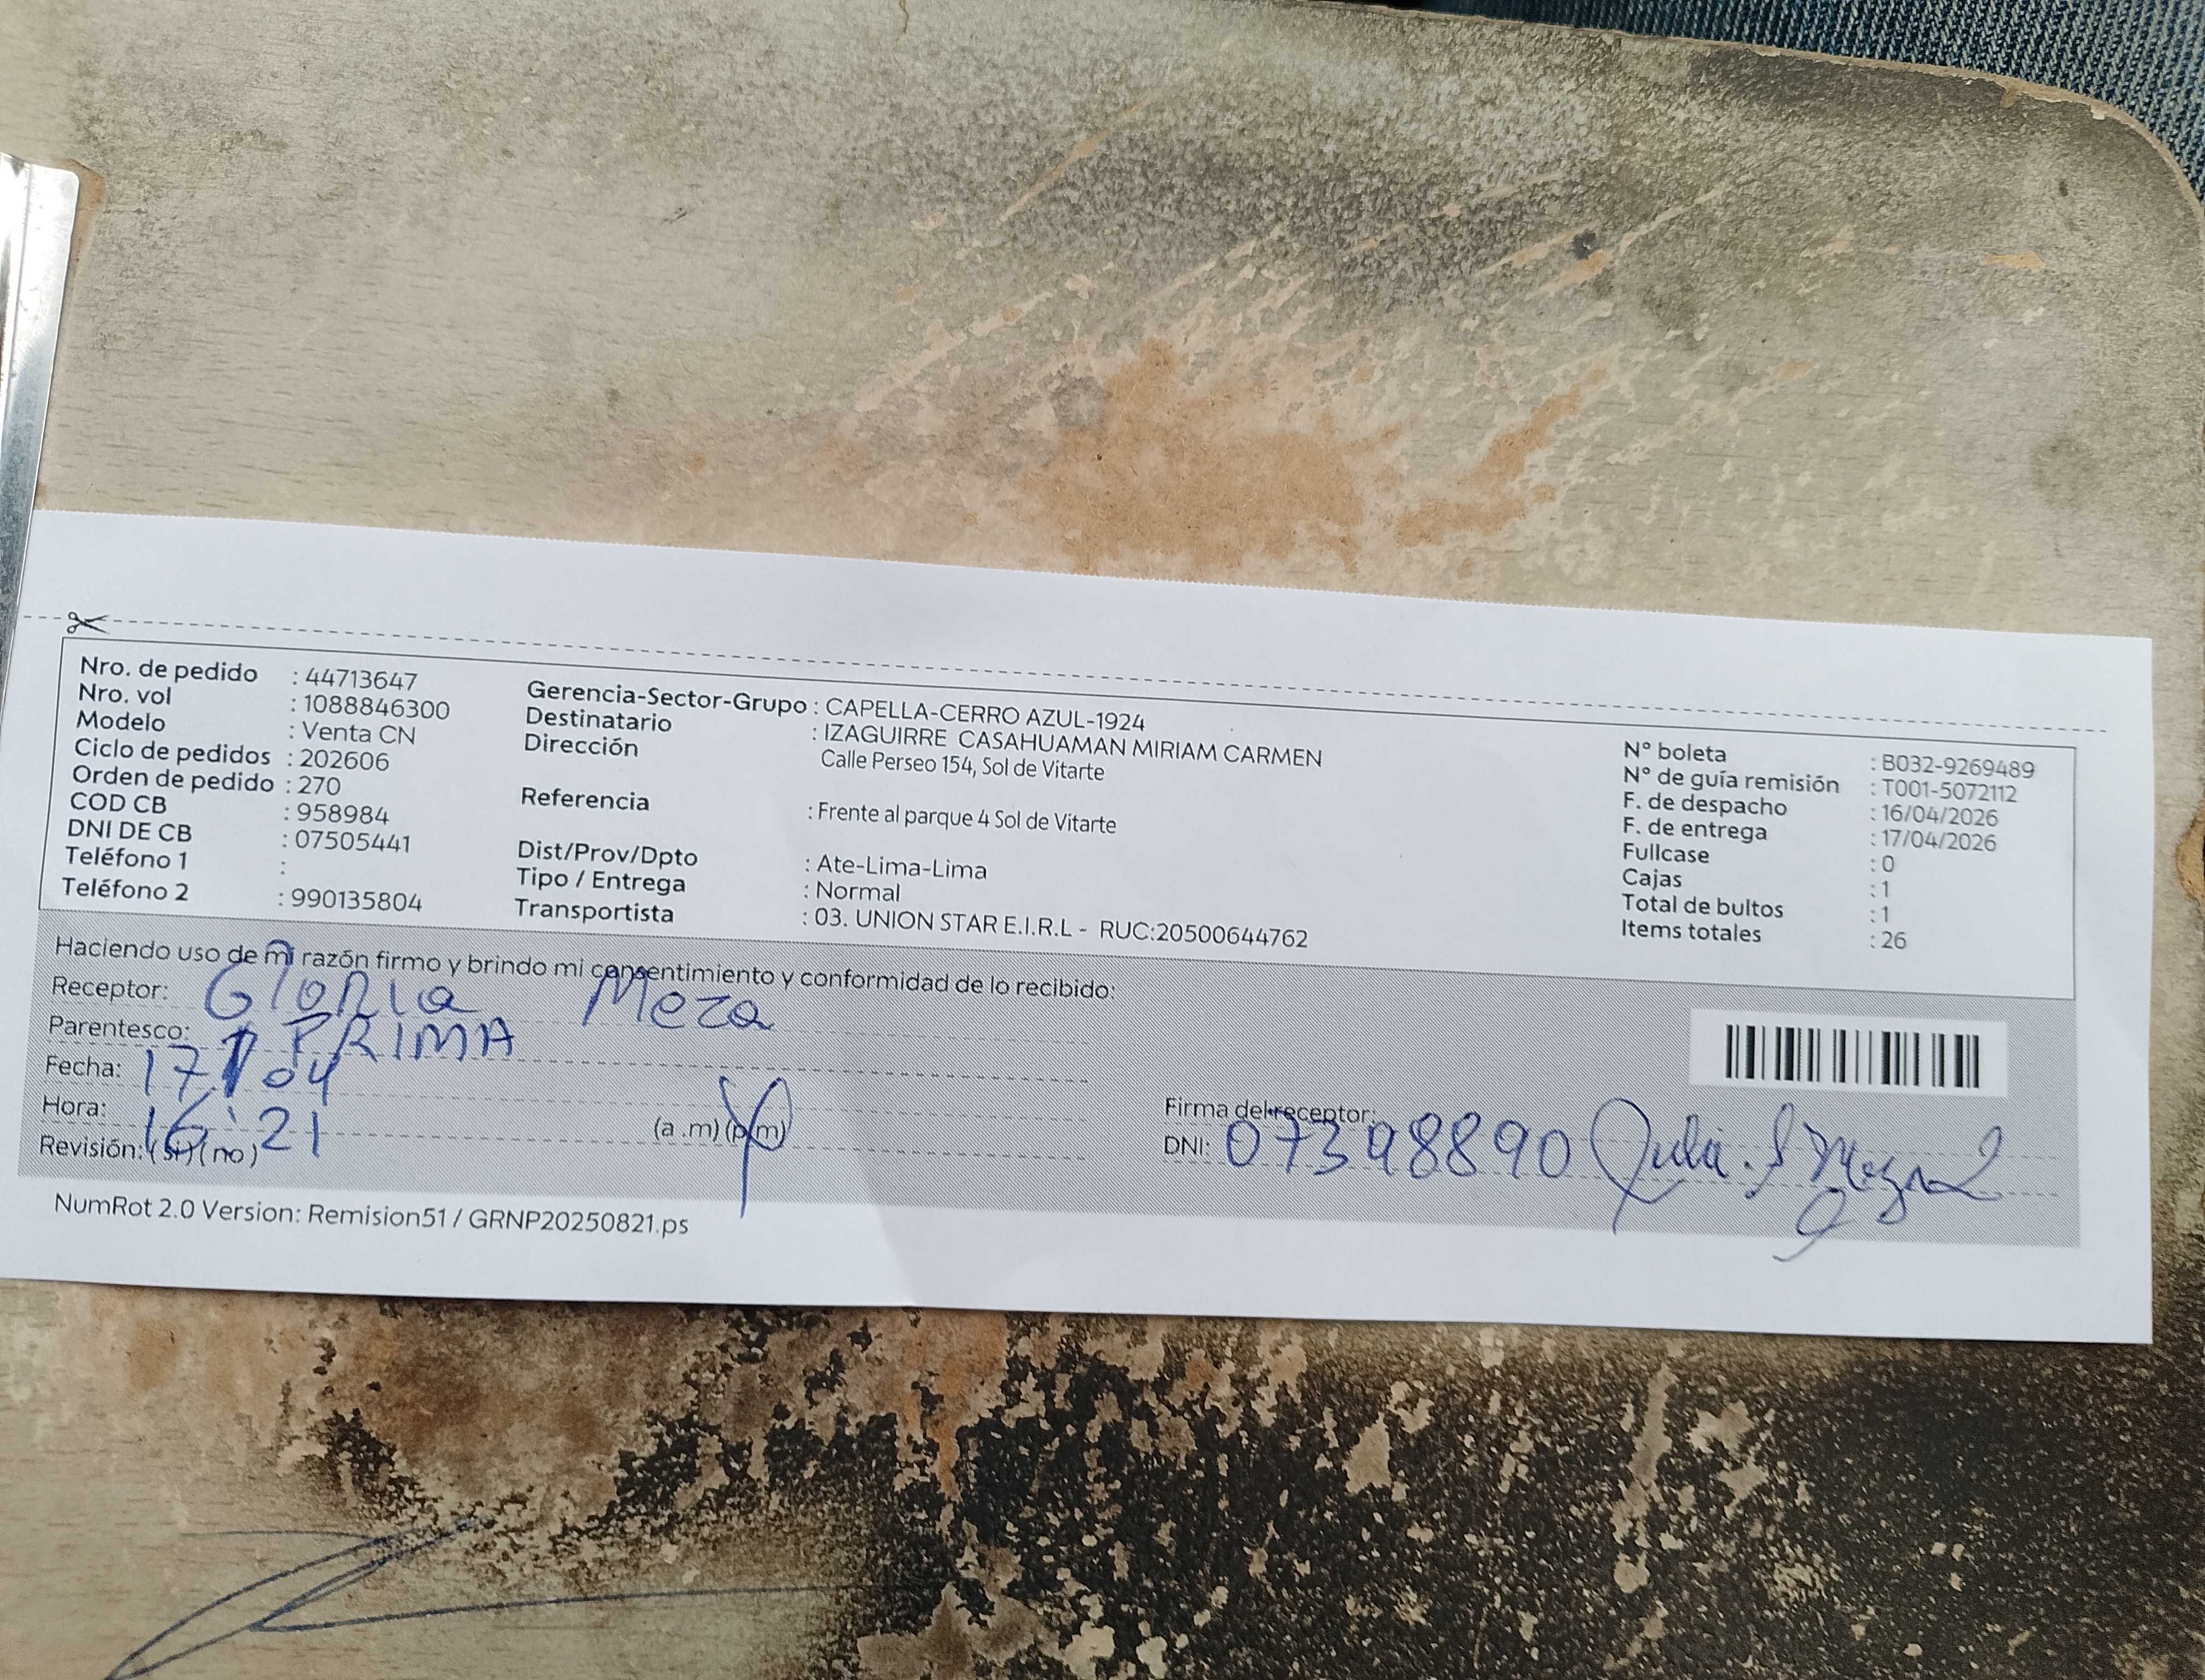 Nro. de pedido : 44713647
Nro. vol : 1088846300
Modelo : Venta CN
Ciclo de pedidos : 202606
Orden de pedido : 270
COD CB : 958984
DNI DE CB : 07505441
Teléfono 1 :
Teléfono 2 : 990135804
Gerencia-Sector-Grupo : CAPELLA-CERRO AZUL-1924
Destinatario : IZAGUIRRE CASAHUAMAN MIRIAM CARMEN
Dirección Calle Perseo 154, Sol de Vitarte
Referencia : Frente al parque 4 Sol de Vitarte
Dist/Prov/Dpto : Ate-Lima-Lima
Tipo / Entrega : Normal
Transportista : 03. UNION STAR E.I.R.L - RUC:20500644762
N° boleta : B032-9269489
N° de guía remisión : T001-5072112
F. de despacho : 16/04/2026
F. de entrega : 17/04/2026
Fullcase : 0
Cajas : 1
Total de bultos : 1
Items totales : 26
Haciendo uso de mi razón firmo y brindo mi consentimiento y conformidad de lo recibido:
Receptor: Gloria Meza
Parentesco: PRIMA
Fecha: 17/04
Hora: 16:21 (a.m)(p.m)
Revisión: (si)(no)
Firma del receptor:
DNI: 07398890
NumRot 2.0 Version: Remision51 / GRNP20250821.ps